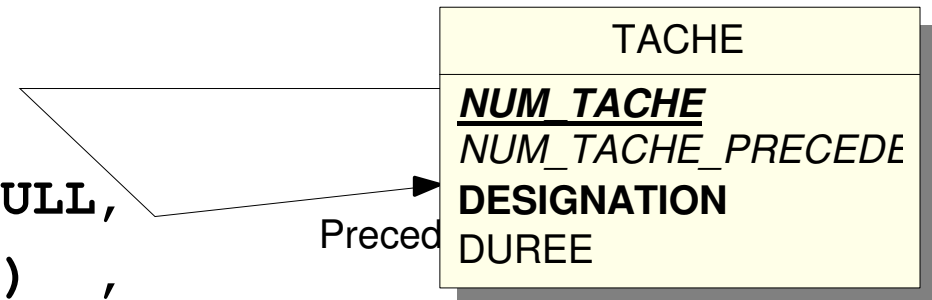 TACHE
NUM_TACHE
NUM_TACHE_PRECEDE
ULL,
DESIGNATION
Preced
DUREE
) ,